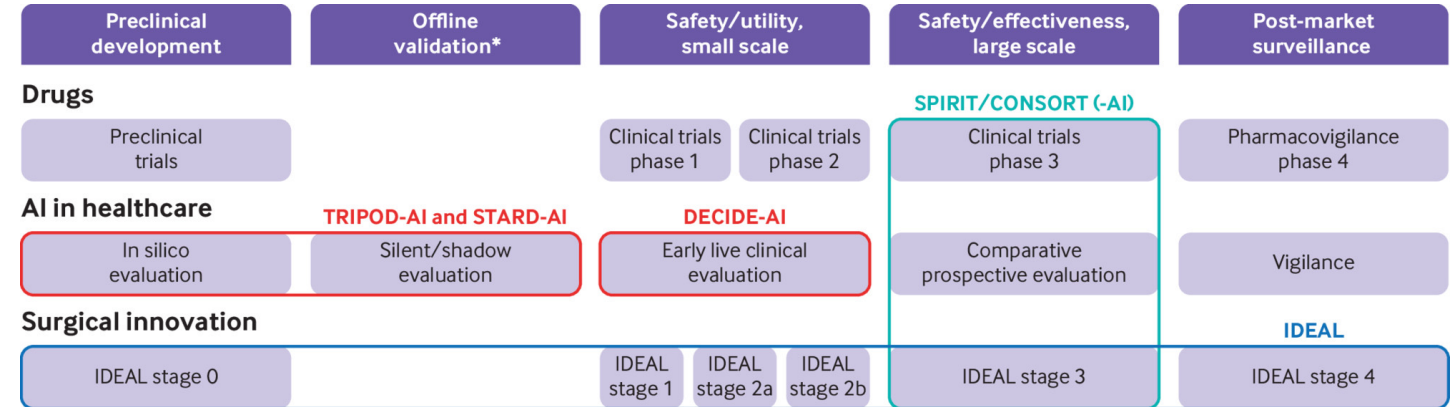 Preclinical
development
Offline
validation*
Safety/utility,
small scale
Safety/effectiveness,
large scale
Post-market
surveillance
Drugs
SPIRIT/CONSORT (-AI)
Preclinical
trials
Clinical trials
phase 1
Clinical trials
phase 2
Clinical trials
phase 3
Pharmacovigilance
phase 4
AI in healthcare
TRIPOD-AI and STARD-AI
DECIDE-AI
In silico
evaluation
Silent/shadow
evaluation
Early live clinical
evaluation
Comparative
prospective evaluation
Vigilance
Surgical innovation
IDEAL
IDEAL stage 0
IDEAL
stage 1
IDEAL
stage 2a
IDEAL
stage 2b
IDEAL stage 3
IDEAL stage 4